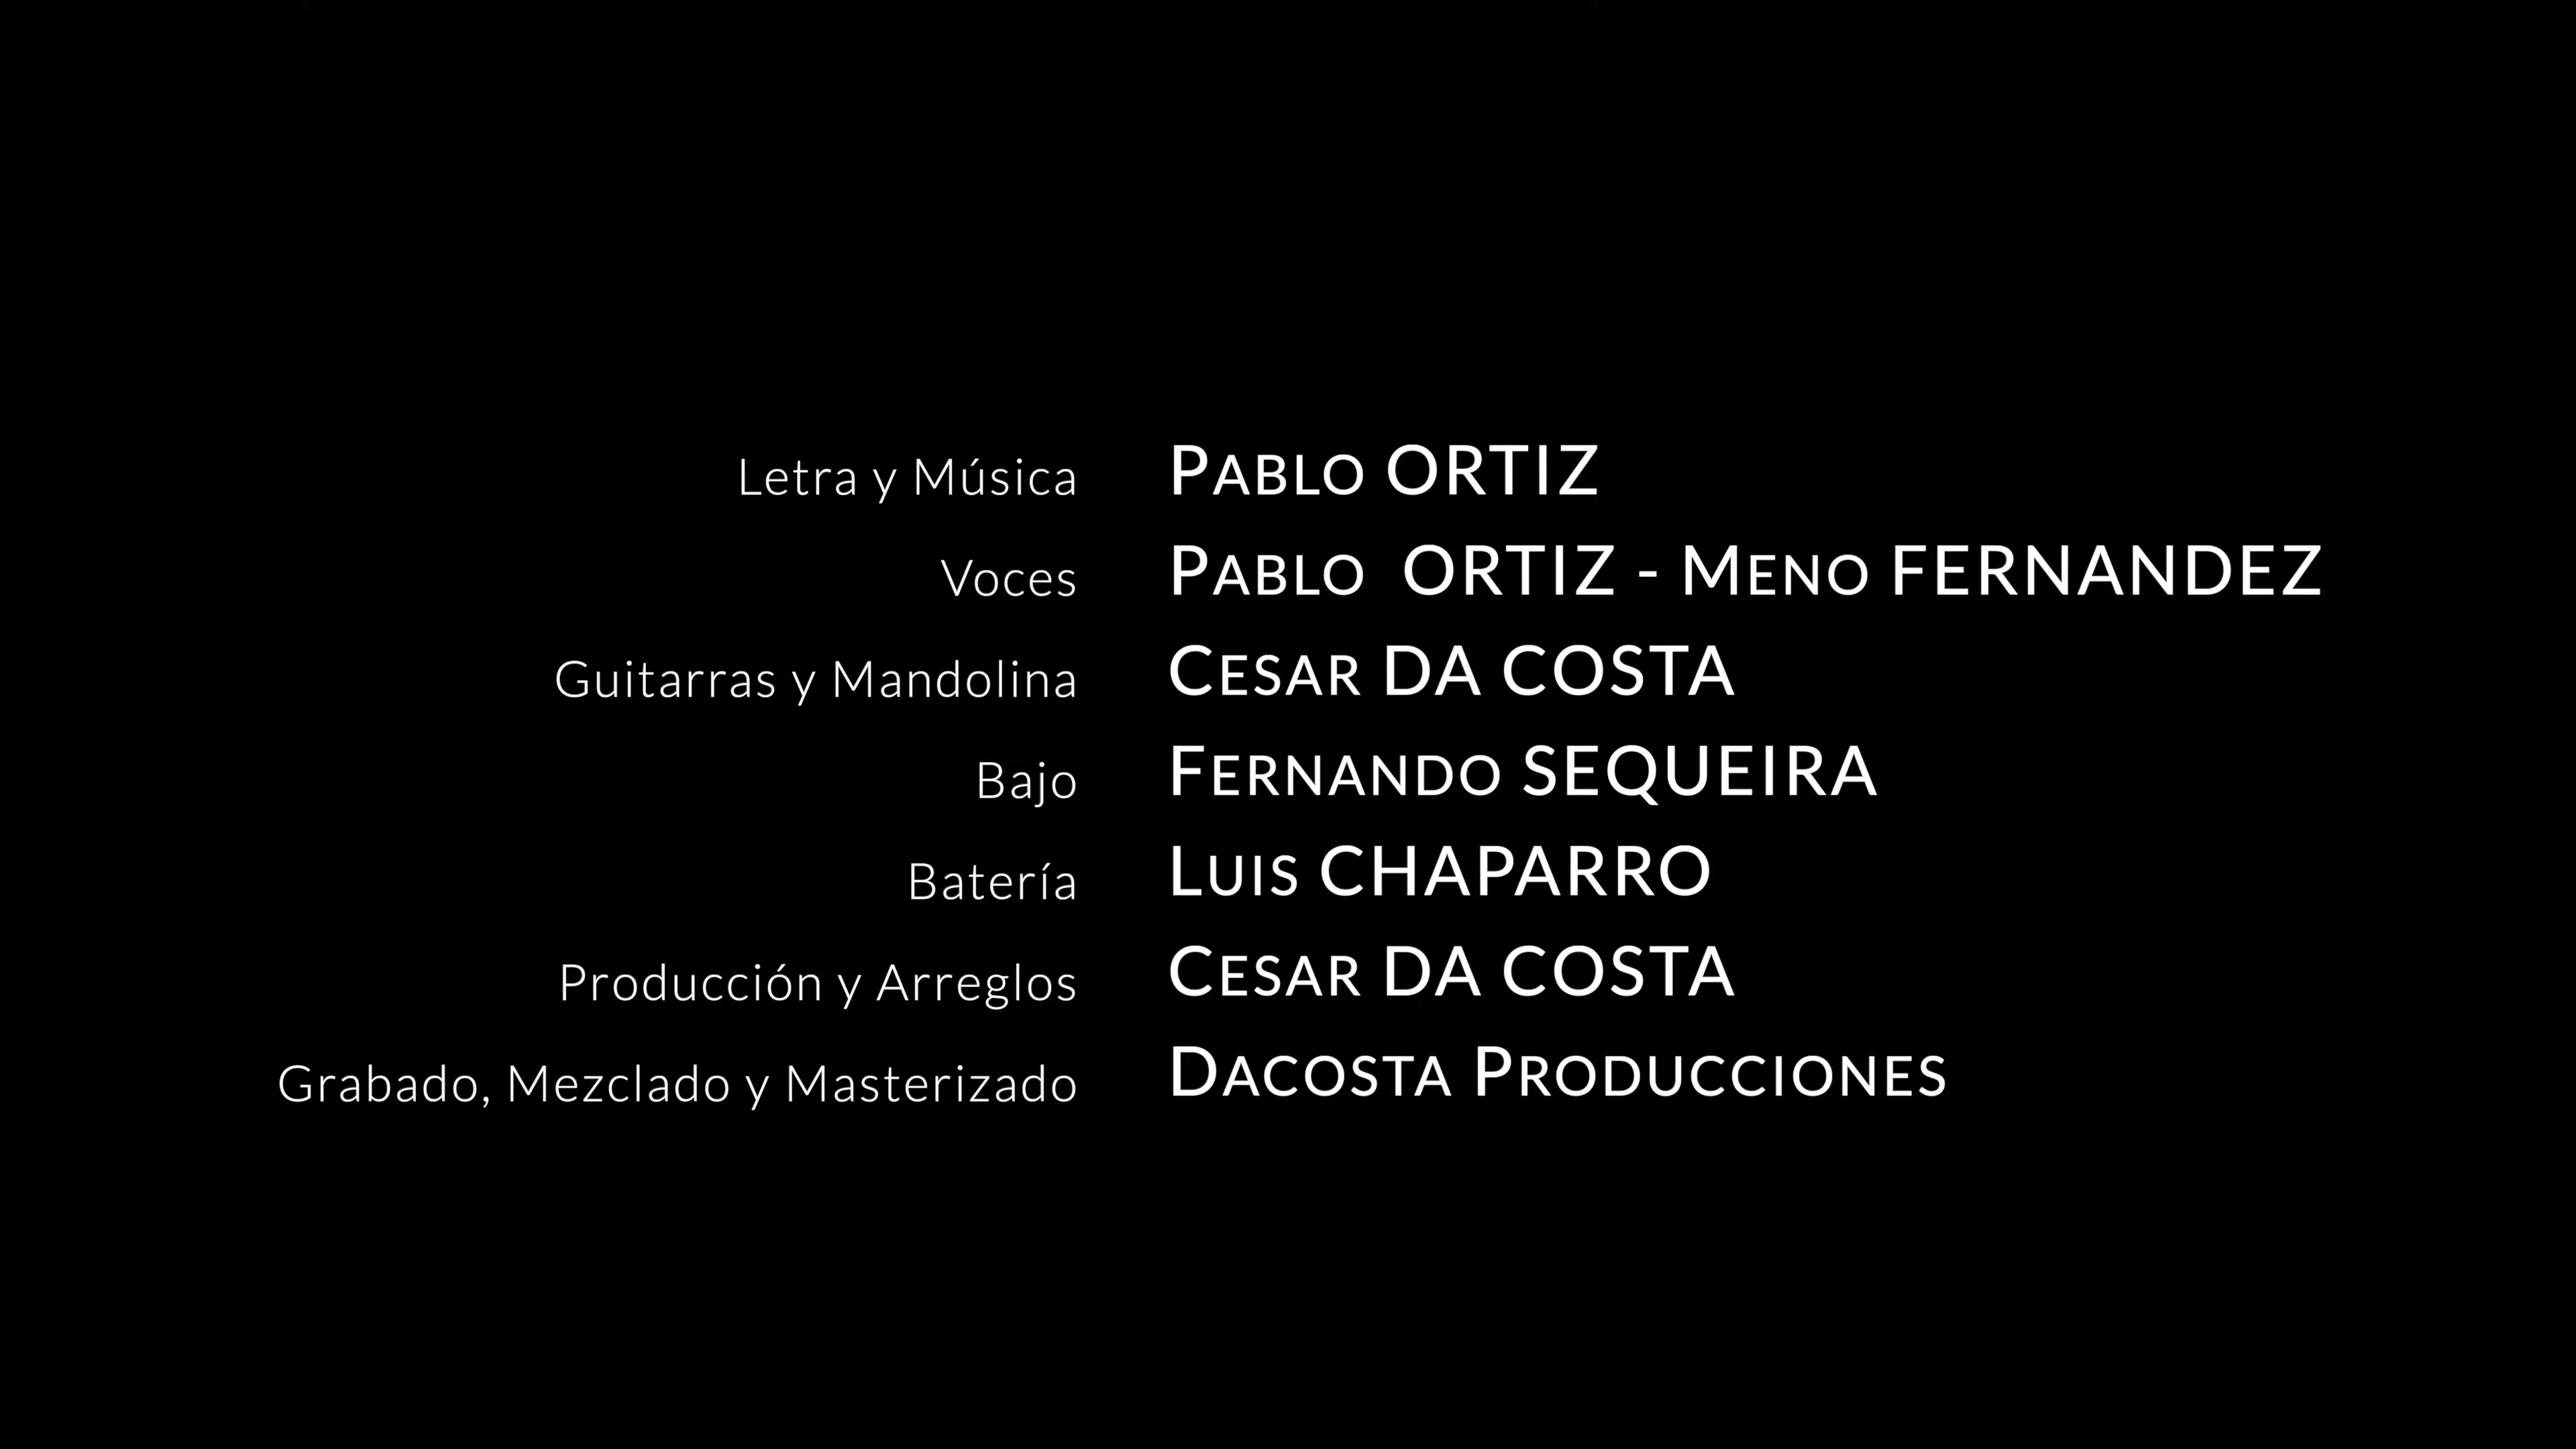 Letra y Música PABLO ORTIZ
Voces PABLO ORTIZ - MENO FERNANDEZ
Guitarras y Mandolina CESAR DA COSTA
Bajo FERNANDO SEQUEIRA
Batería LUIS CHAPARRO
Producción y Arreglos CESAR DA COSTA
Grabado, Mezclado y Masterizado DACOSTA PRODUCCIONES